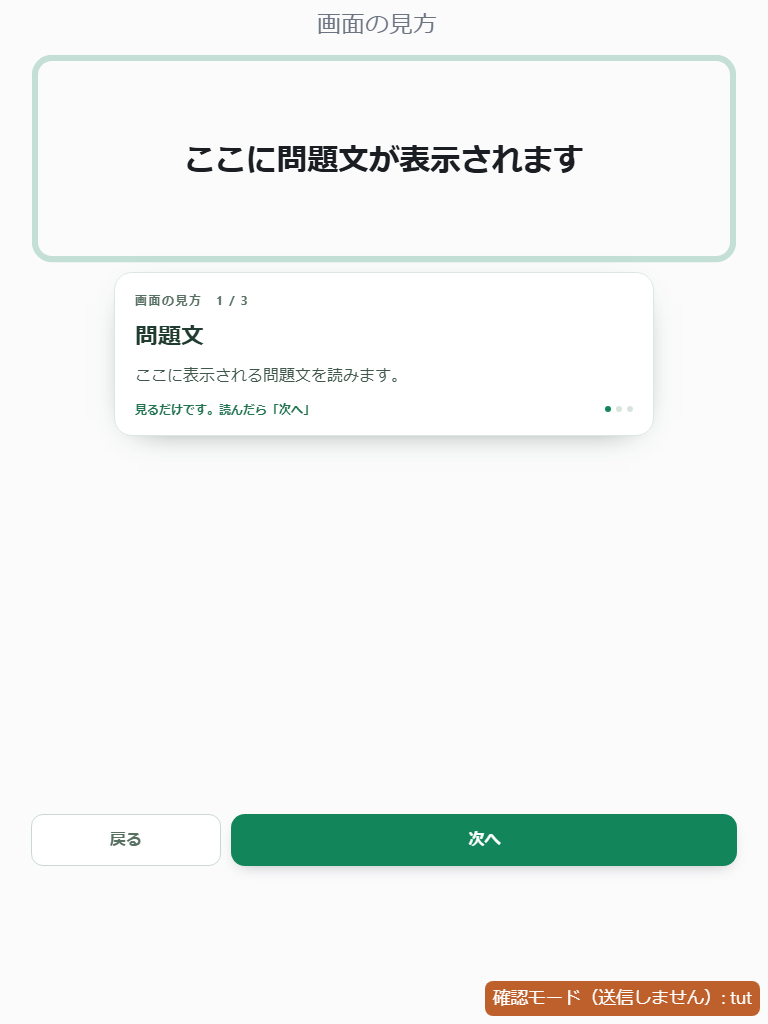 画面の見方
ここに問題文が表示されます
画面の見方 1 / 3
問題文
ここに表示される問題文を読みます。
見るだけです。読んだら「次へ」
戻る
次へ
確認モード（送信しません）: tut